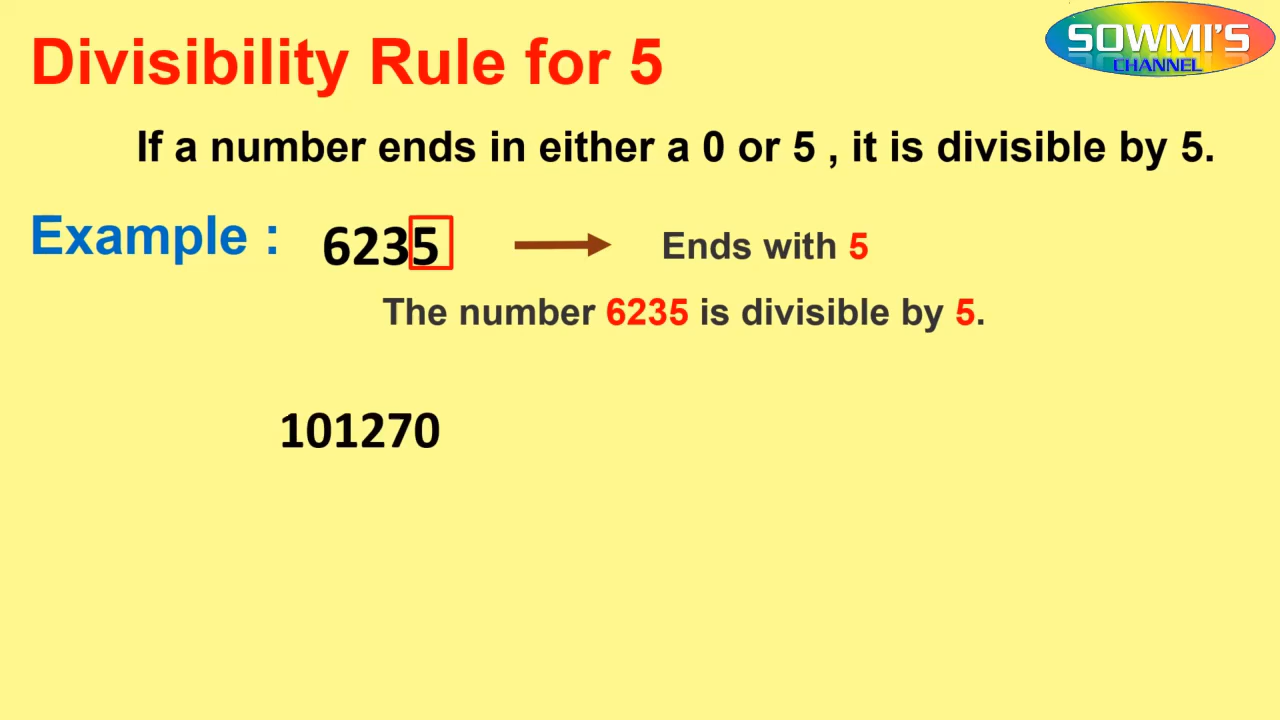 SOWMI'S
CHANNEL
Divisibility Rule for 5
If a number ends in either a 0 or 5 , it is divisible by 5.
Example : 6235 Ends with 5
The number 6235 is divisible by 5.
101270